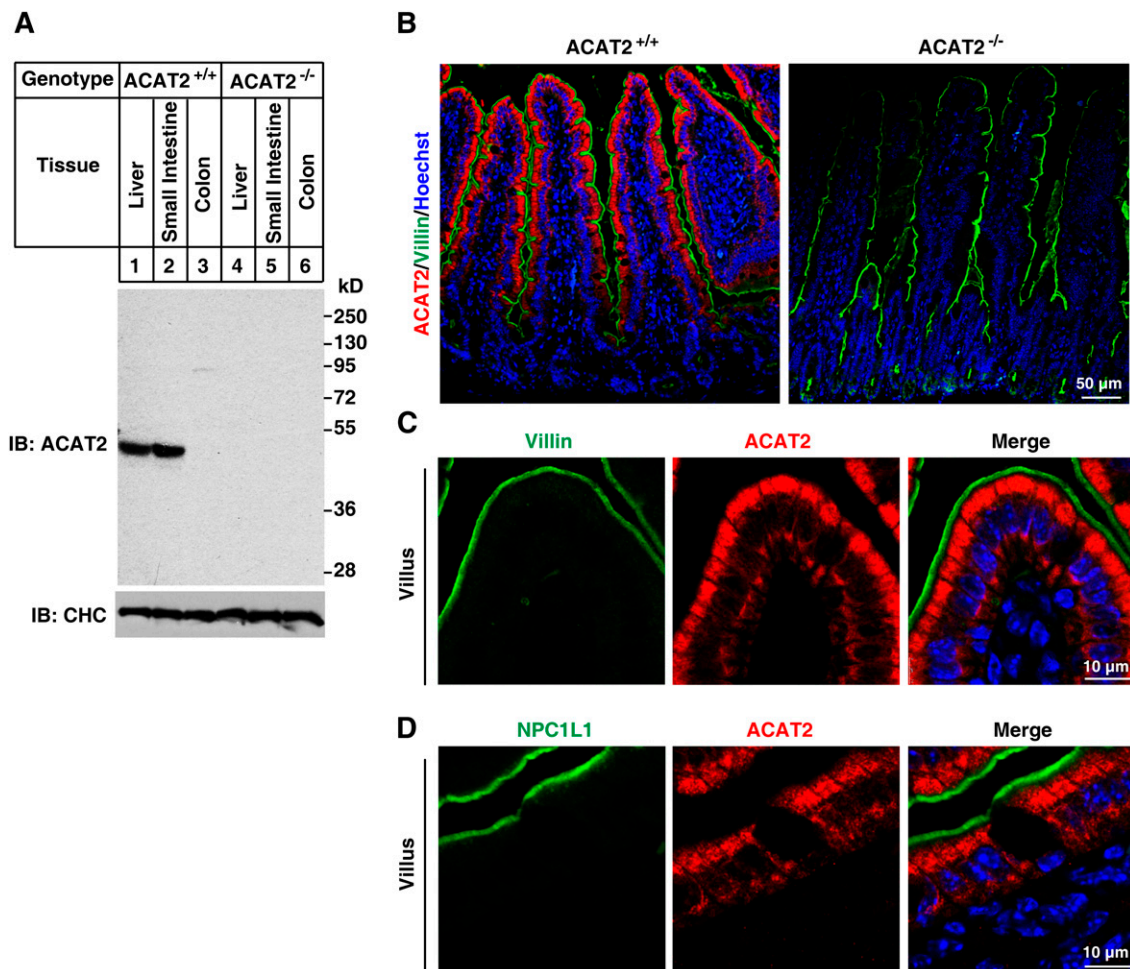 A
Genotype ACAT2+/+ ACAT2-/-
Tissue Liver Small Intestine Colon Liver Small Intestine Colon
1 2 3 4 5 6
kD
250
130
95
72
55
36
28
IB: ACAT2
IB: CHC
B
ACAT2+/+ ACAT2-/-
ACAT2/Villin/Hoechst
50 µm
C
Villin ACAT2 Merge
Villus
10 µm
D
NPC1L1 ACAT2 Merge
Villus
10 µm